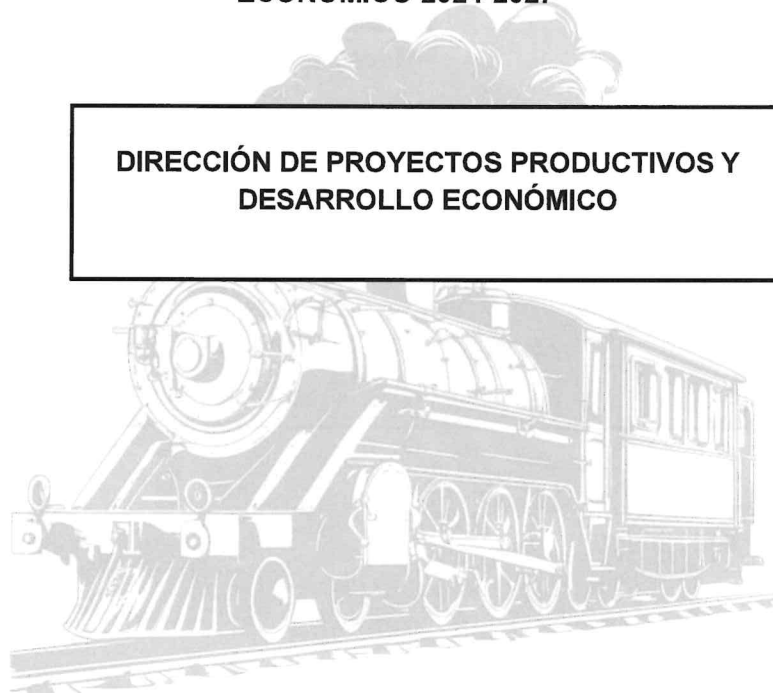 ECONÓMICO 2024-2027
DIRECCIÓN DE PROYECTOS PRODUCTIVOS Y
DESARROLLO ECONÓMICO